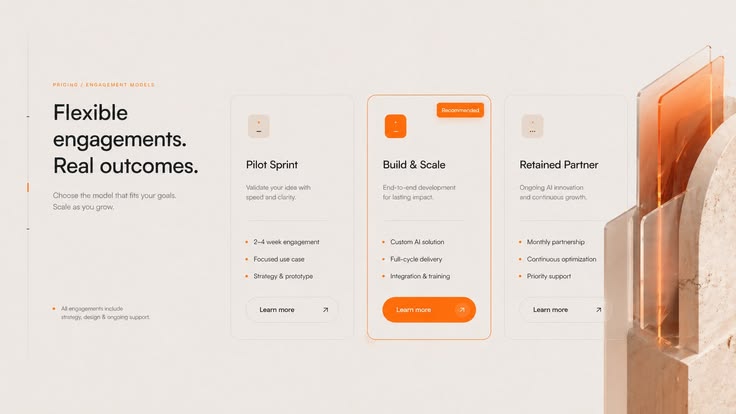 PRICING / ENGAGEMENT MODELS
Flexible
engagements.
Real outcomes.
Choose the model that fits your goals.
Scale as you grow.
All engagements include
strategy, design & ongoing support.
Pilot Sprint
Validate your idea with
speed and clarity.
2–4 week engagement
Focused use case
Strategy & prototype
Learn more
Recommended
Build & Scale
End-to-end development
for lasting impact.
Custom AI solution
Full-cycle delivery
Integration & training
Learn more
Retained Partner
Ongoing AI innovation
and continuous growth.
Monthly partnership
Continuous optimization
Priority support
Learn more